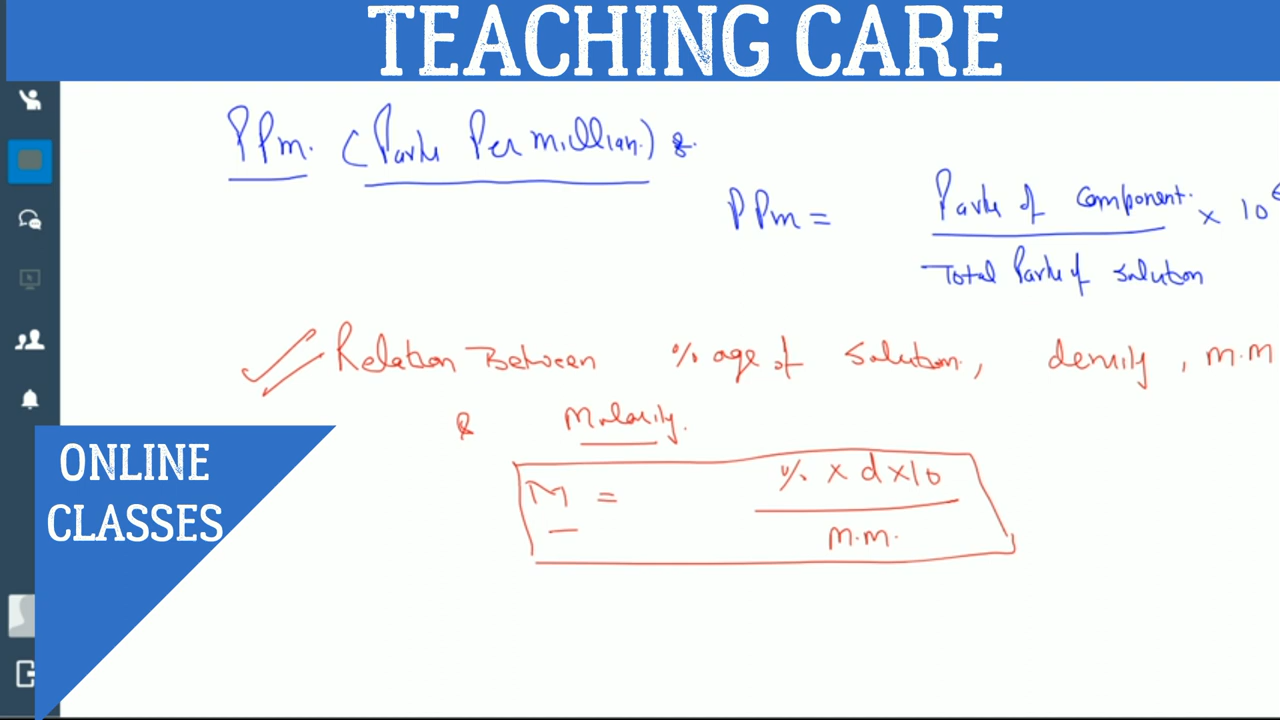 TEACHING CARE
PPm. (Parts Per million) :-
PPm = Parts of component. × 10⁶
Total Parts of solution
Relation Between % age of solution, density, m.m
& Molarity.
M = % × d × 10
m.m.
ONLINE
CLASSES